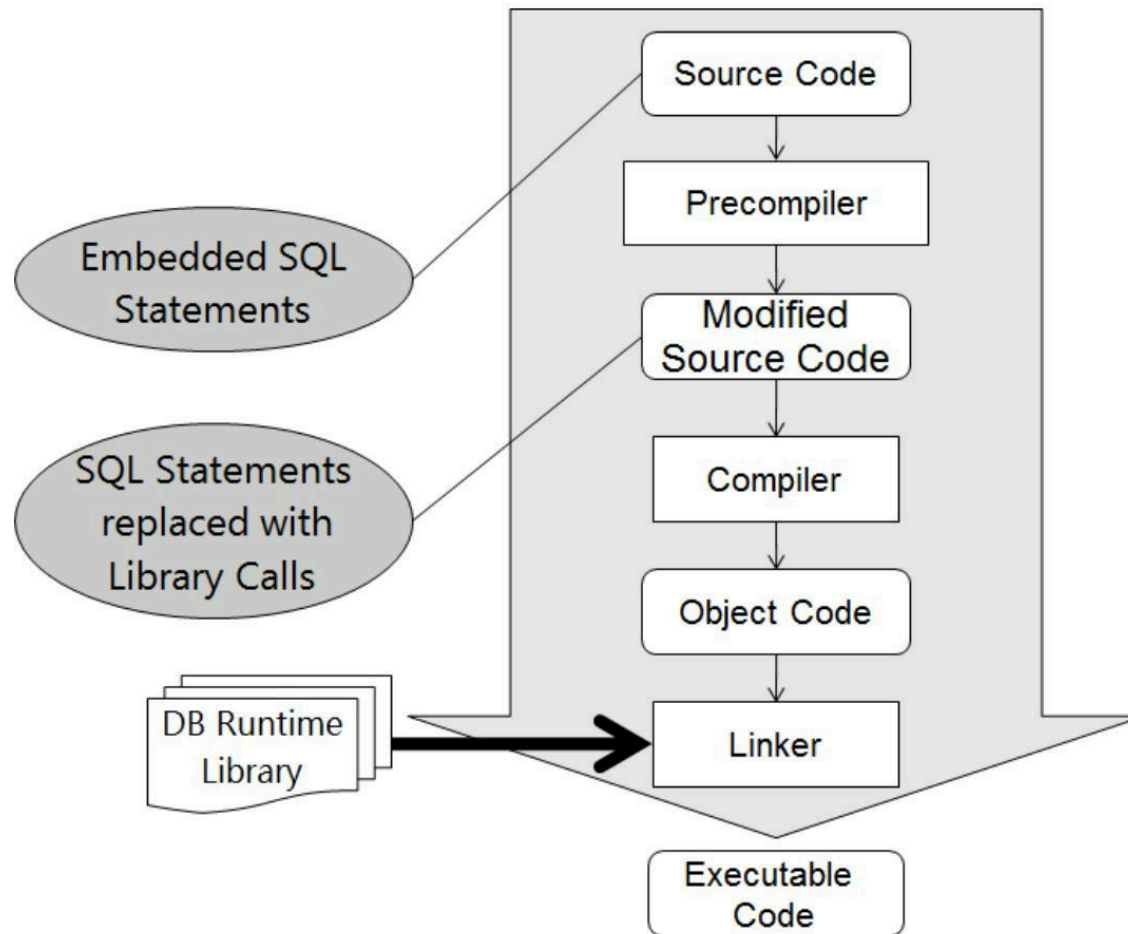 Source Code
Precompiler
Embedded SQL
Statements
Modified
Source Code
SQL Statements
replaced with
Library Calls
Compiler
Object Code
DB Runtime
Library
Linker
Executable
Code